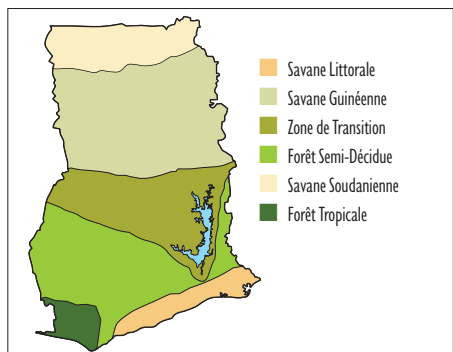 Savane Littorale
Savane Guinéenne
Zone de Transition
Forêt Semi-Décidue
Savane Soudanienne
Forêt Tropicale